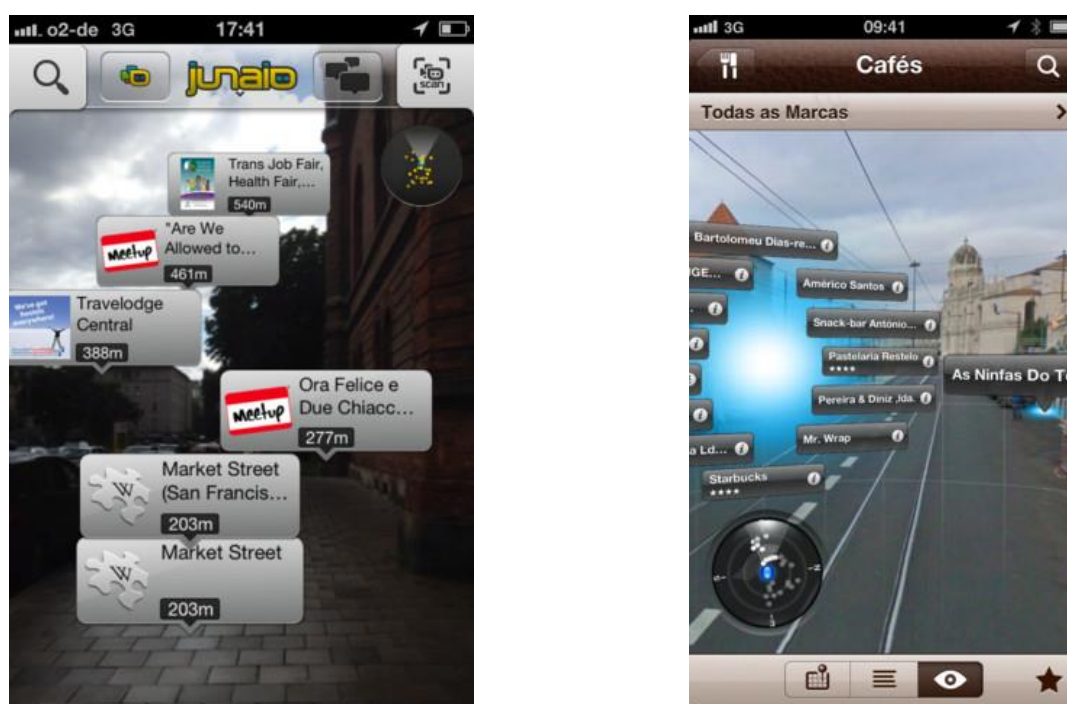 o2-de 3G 17:41
junaio
scan
Trans Job Fair,
Health Fair,...
540m
"Are We
Allowed to...
461m
Meetup
Travelodge
Central
388m
Ora Felice e
Due Chiacc...
277m
Meetup
Market Street
(San Francis...
203m
W
Market Street
203m
W
3G 09:41
Cafés
Todas as Marcas
Bartolomeu Dias-re...
IGE...
Américo Santos
Snack-bar António...
Pastelaria Restelo
As Ninfas Do T
Pereira & Diniz ,lda.
Mr. Wrap
a Ld...
Starbucks